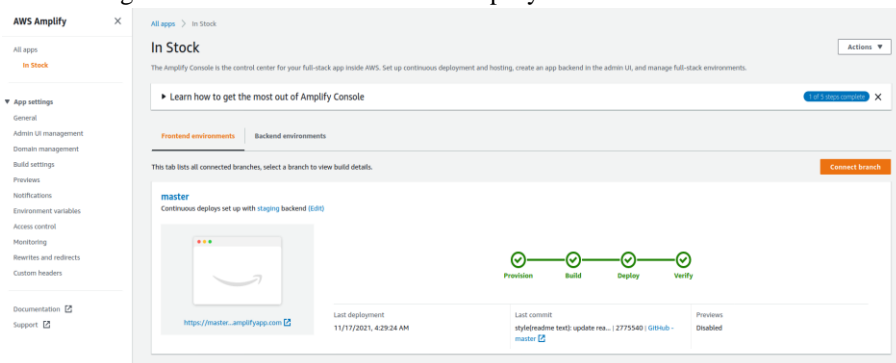 AWS Amplify
All apps
In Stock
App settings
General
Admin UI management
Domain management
Build settings
Previews
Notifications
Environment variables
Access control
Monitoring
Rewrites and redirects
Custom headers
Documentation
Support
All apps > In Stock
In Stock
Actions
The Amplify Console is the control center for your full-stack app inside AWS. Set up continuous deployment and hosting, create an app backend in the admin UI, and manage full-stack environments.
Learn how to get the most out of Amplify Console
1 of 5 steps complete
Frontend environments
Backend environments
This tab lists all connected branches, select a branch to view build details.
Connect branch
master
Continuous deploys set up with staging backend (Edit)
Provision
Build
Deploy
Verify
https://master...amplifyapp.com
Last deployment
11/17/2021, 4:29:24 AM
Last commit
style(readme text): update rea... | 2775540 | GitHub -
master
Previews
Disabled